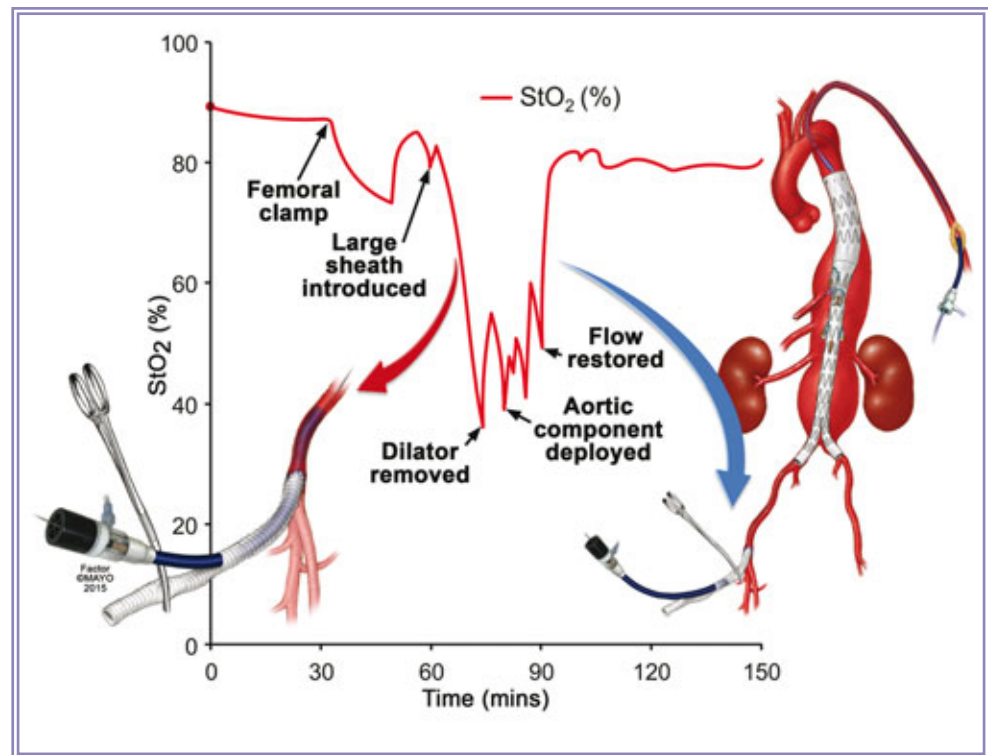 100
80
60
40
20
0
StO2 (%)
StO2 (%)
Femoral
clamp
Large
sheath
introduced
Flow
restored
Aortic
component
deployed
Dilator
removed
Factor
©MAYO
2015
0 30 60 90 120 150
Time (mins)